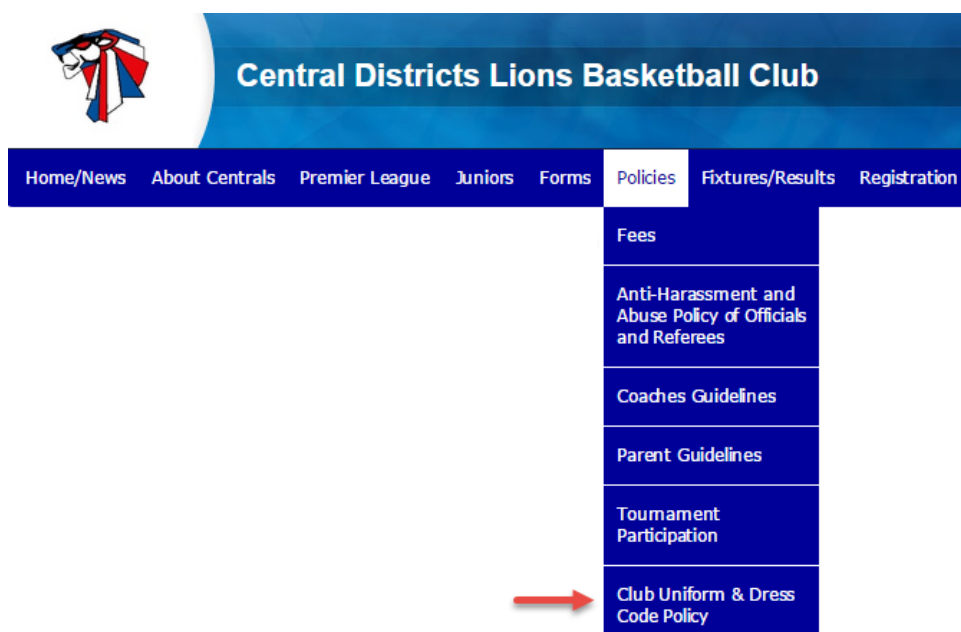 Central Districts Lions Basketball Club
Home/News About Centrals Premier League Juniors Forms Policies Fixtures/Results Registration
Fees
Anti-Harassment and
Abuse Policy of Officials
and Referees
Coaches Guidelines
Parent Guidelines
Tournament
Participation
Club Uniform & Dress
Code Policy